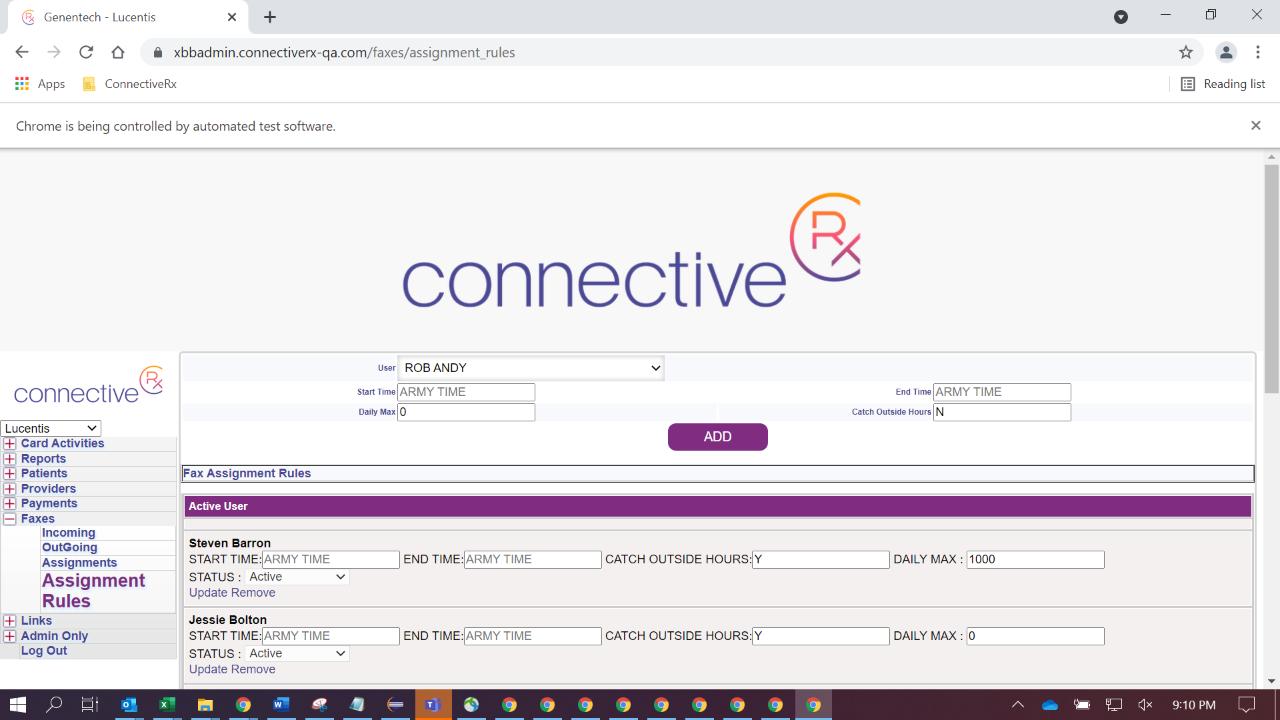 Genentech - Lucentis
xbbadmin.connectiverx-qa.com/faxes/assignment_rules
Apps ConnectiveRx Reading list
Chrome is being controlled by automated test software.
connective Rx
connective Rx
Lucentis
Card Activities
Reports
Patients
Providers
Payments
Faxes
Incoming
OutGoing
Assignments
Assignment
Rules
Links
Admin Only
Log Out
User ROB ANDY
Start Time ARMY TIME End Time ARMY TIME
Daily Max 0 Catch Outside Hours N
ADD
Fax Assignment Rules
Active User
Steven Barron
START TIME: ARMY TIME END TIME: ARMY TIME CATCH OUTSIDE HOURS: Y DAILY MAX : 1000
STATUS : Active
Update Remove
Jessie Bolton
START TIME: ARMY TIME END TIME: ARMY TIME CATCH OUTSIDE HOURS: Y DAILY MAX : 0
STATUS : Active
Update Remove
9:10 PM